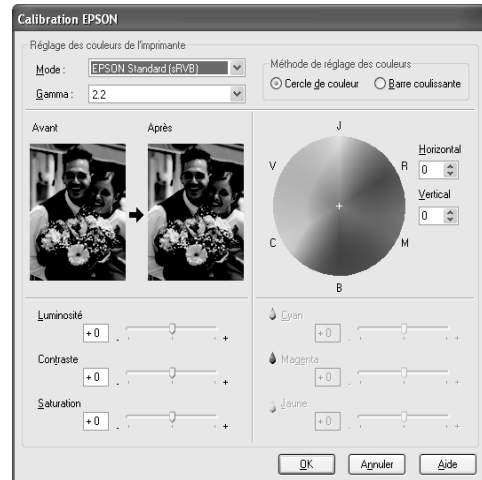 Calibration EPSON
Réglage des couleurs de l'imprimante
Mode :
EPSON Standard (sRVB)
Gamma :
2.2
Méthode de réglage des couleurs
Cercle de couleur
Barre coulissante
Avant
Après
J
V
R
C
M
B
Horizontal
0
Vertical
0
Luminosité
+ 0
- +
Contraste
+ 0
- +
Saturation
+ 0
- +
Cyan
+ 0
- +
Magenta
+ 0
- +
Jaune
+ 0
- +
OK
Annuler
Aide